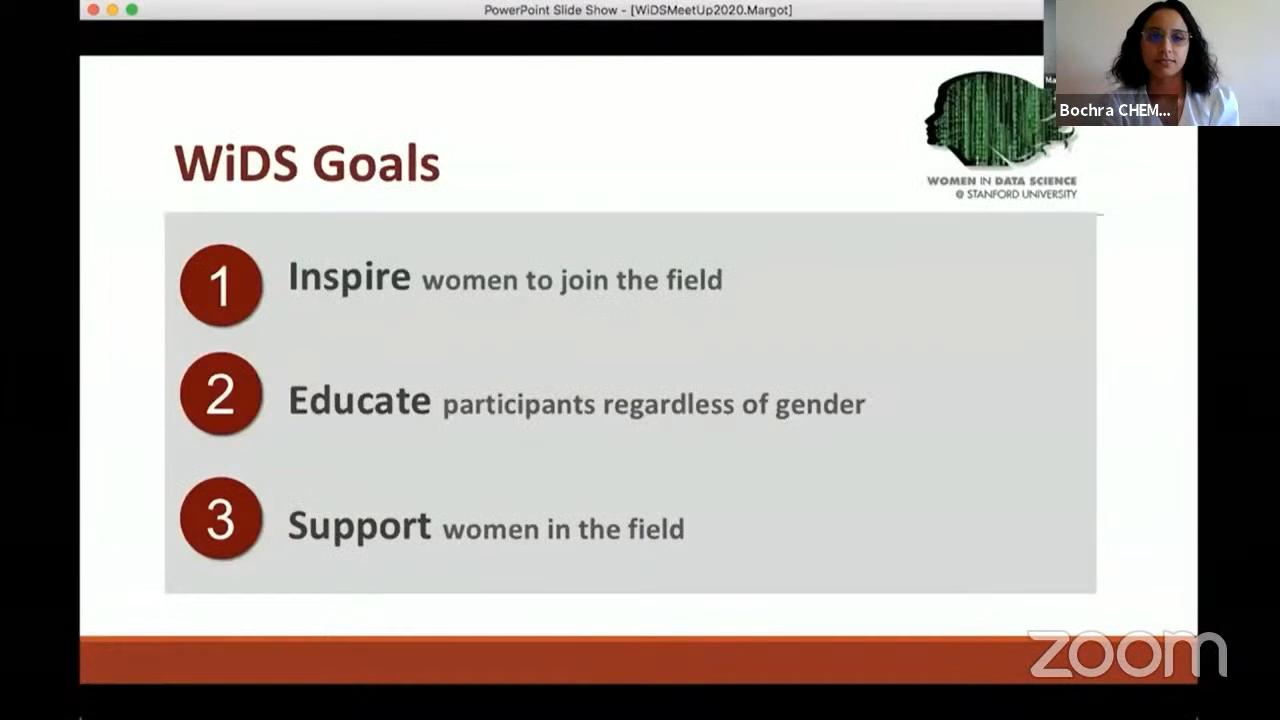 PowerPoint Slide Show - [WiDSMeetUp2020.Margot]
Ma
Bochra CHEM...
WiDS Goals
WOMEN IN DATA SCIENCE
@ STANFORD UNIVERSITY
1 Inspire women to join the field
2 Educate participants regardless of gender
3 Support women in the field
zoom